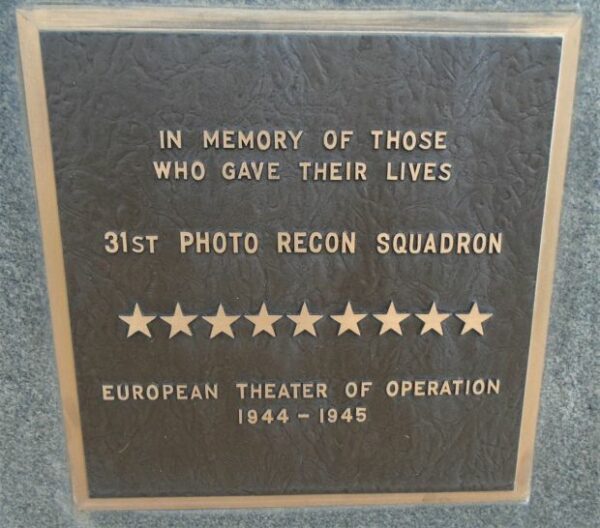 IN MEMORY OF THOSE
WHO GAVE THEIR LIVES
31ST PHOTO RECON SQUADRON
EUROPEAN THEATER OF OPERATION
1944 - 1945